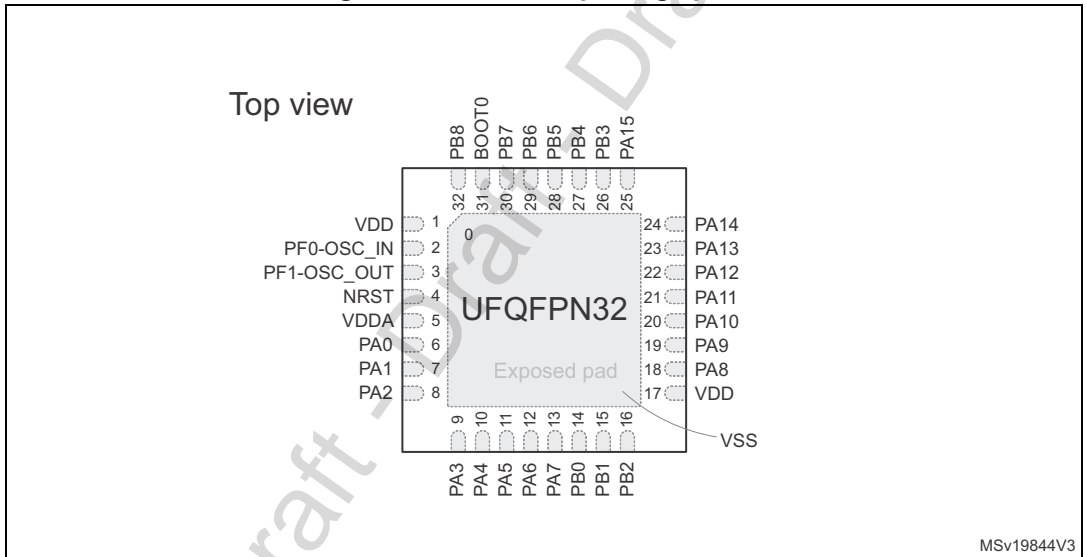 Top view
PB8
BOOT0
PB7
PB6
PB5
PB4
PB3
PA15
32
31
30
29
28
27
26
25
VDD 1
PF0-OSC_IN 2
PF1-OSC_OUT 3
NRST 4
VDDA 5
PA0 6
PA1 7
PA2 8
0
UFQFPN32
Exposed pad
24 PA14
23 PA13
22 PA12
21 PA11
20 PA10
19 PA9
18 PA8
17 VDD
VSS
9
10
11
12
13
14
15
16
PA3
PA4
PA5
PA6
PA7
PB0
PB1
PB2
MSv19844V3
raft - Draft - Dra